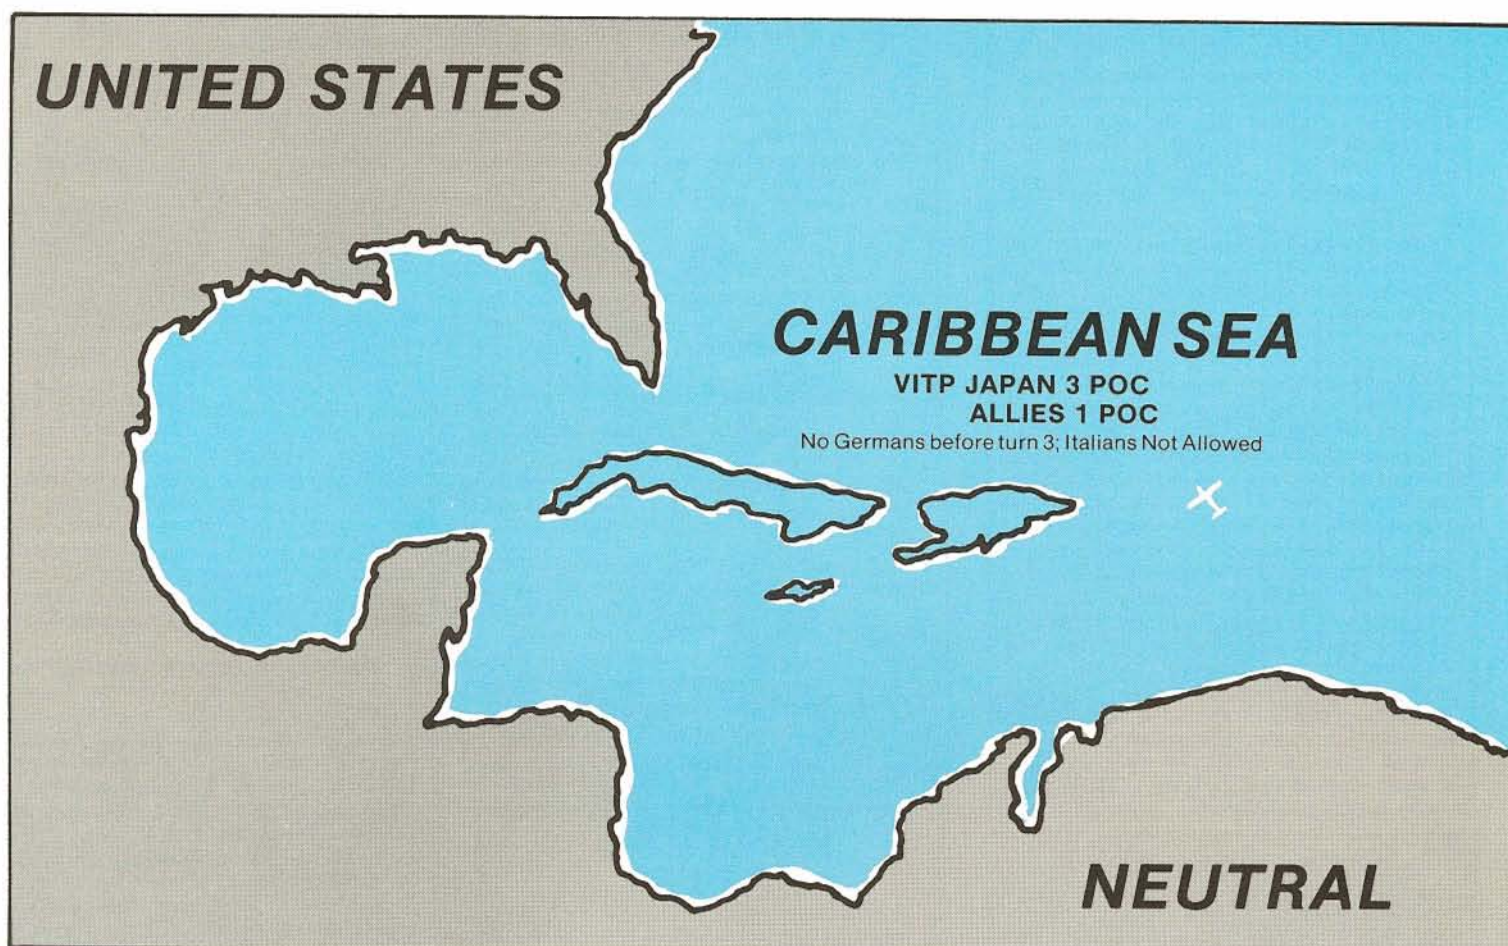 UNITED STATES
CARIBBEAN SEA
VITP JAPAN 3 POC
ALLIES 1 POC
No Germans before turn 3; Italians Not Allowed
NEUTRAL